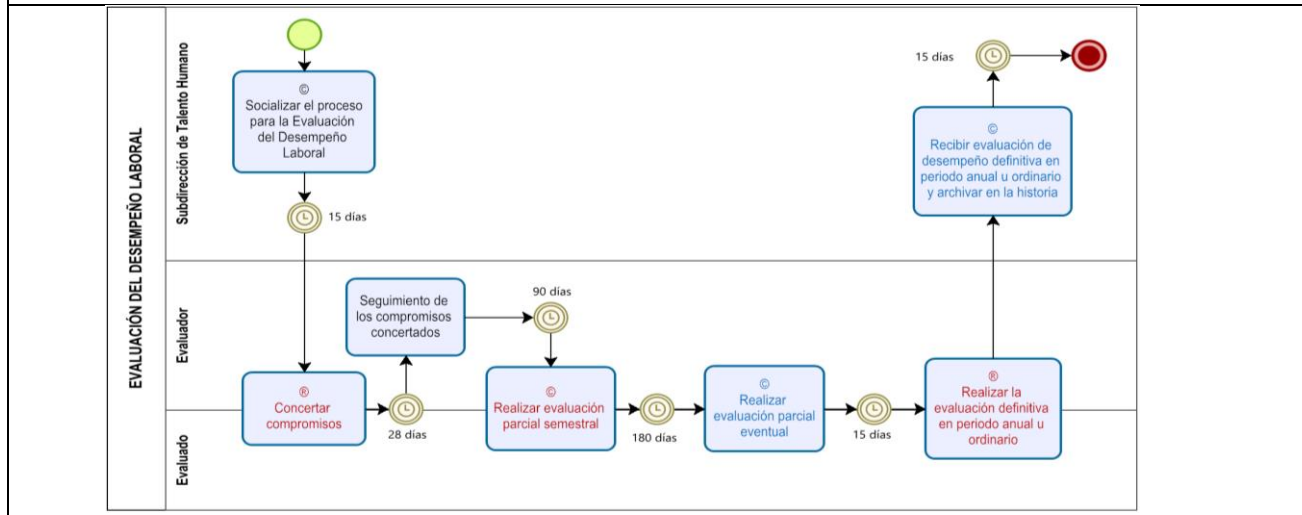 EVALUACIÓN DEL DESEMPEÑO LABORAL
Subdirección de Talento Humano
©
Socializar el proceso
para la Evaluación
del Desempeño
Laboral
15 días
15 días
©
Recibir evaluación de
desempeño definitiva en
periodo anual u ordinario
y archivar en la historia
Evaluador
Seguimiento de
los compromisos
concertados
90 días
®
Concertar
compromisos
28 días
©
Realizar evaluación
parcial semestral
180 días
©
Realizar
evaluación parcial
eventual
15 días
®
Realizar la
evaluación definitiva
en periodo anual u
ordinario
Evaluado